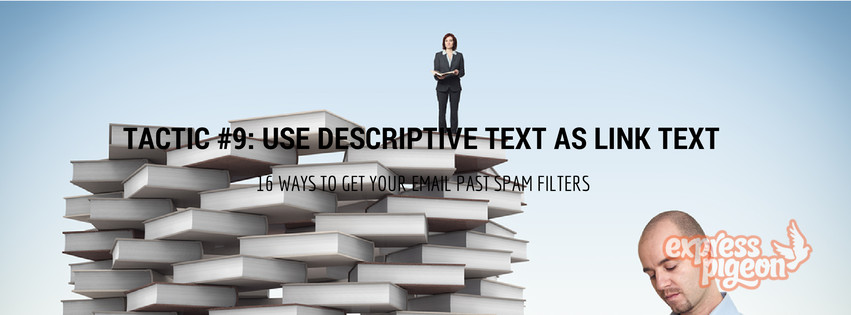 TACTIC #9: USE DESCRIPTIVE TEXT AS LINK TEXT
16 WAYS TO GET YOUR EMAIL PAST SPAM FILTERS
express
pigeon